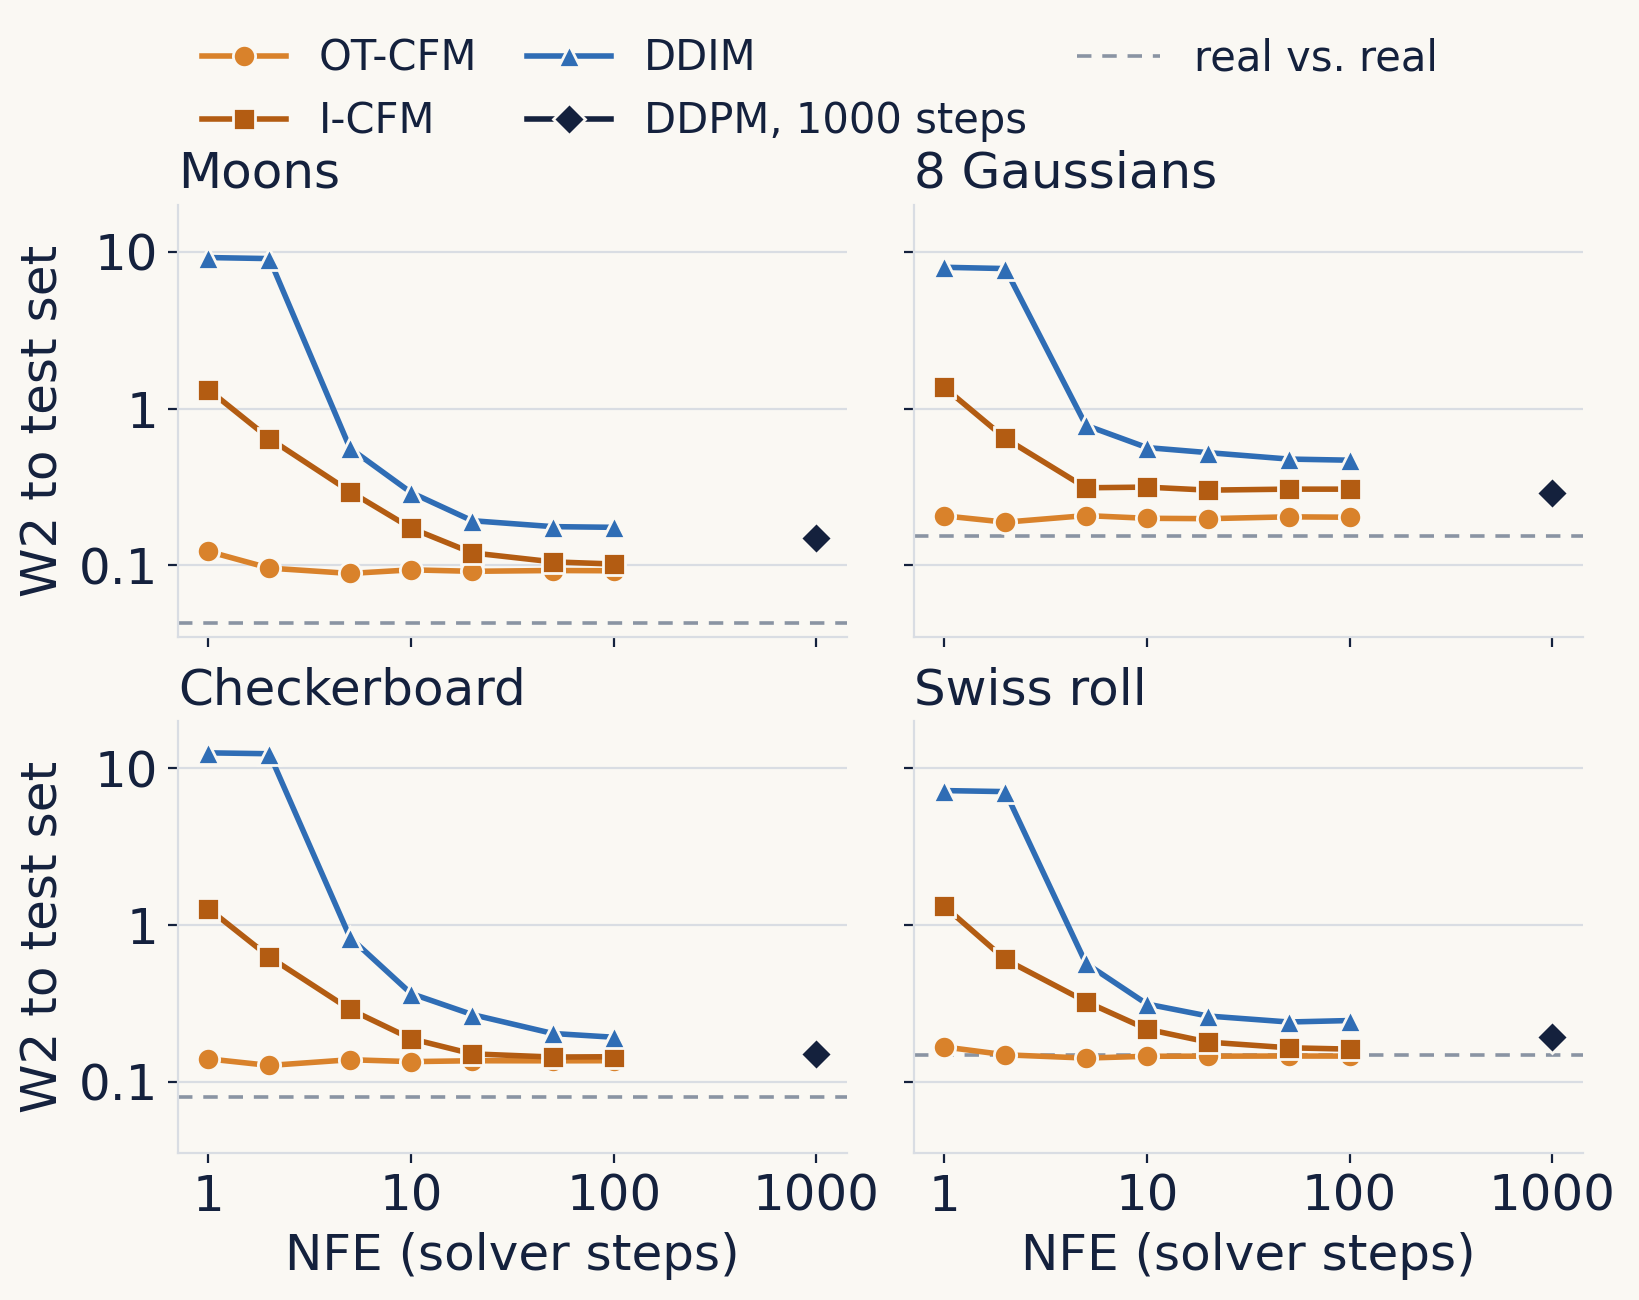 OT-CFM
I-CFM
DDIM
DDPM, 1000 steps
real vs. real
Moons
W2 to test set
10
1
0.1
8 Gaussians
Checkerboard
W2 to test set
10
1
0.1
1 10 100 1000
NFE (solver steps)
Swiss roll
1 10 100 1000
NFE (solver steps)